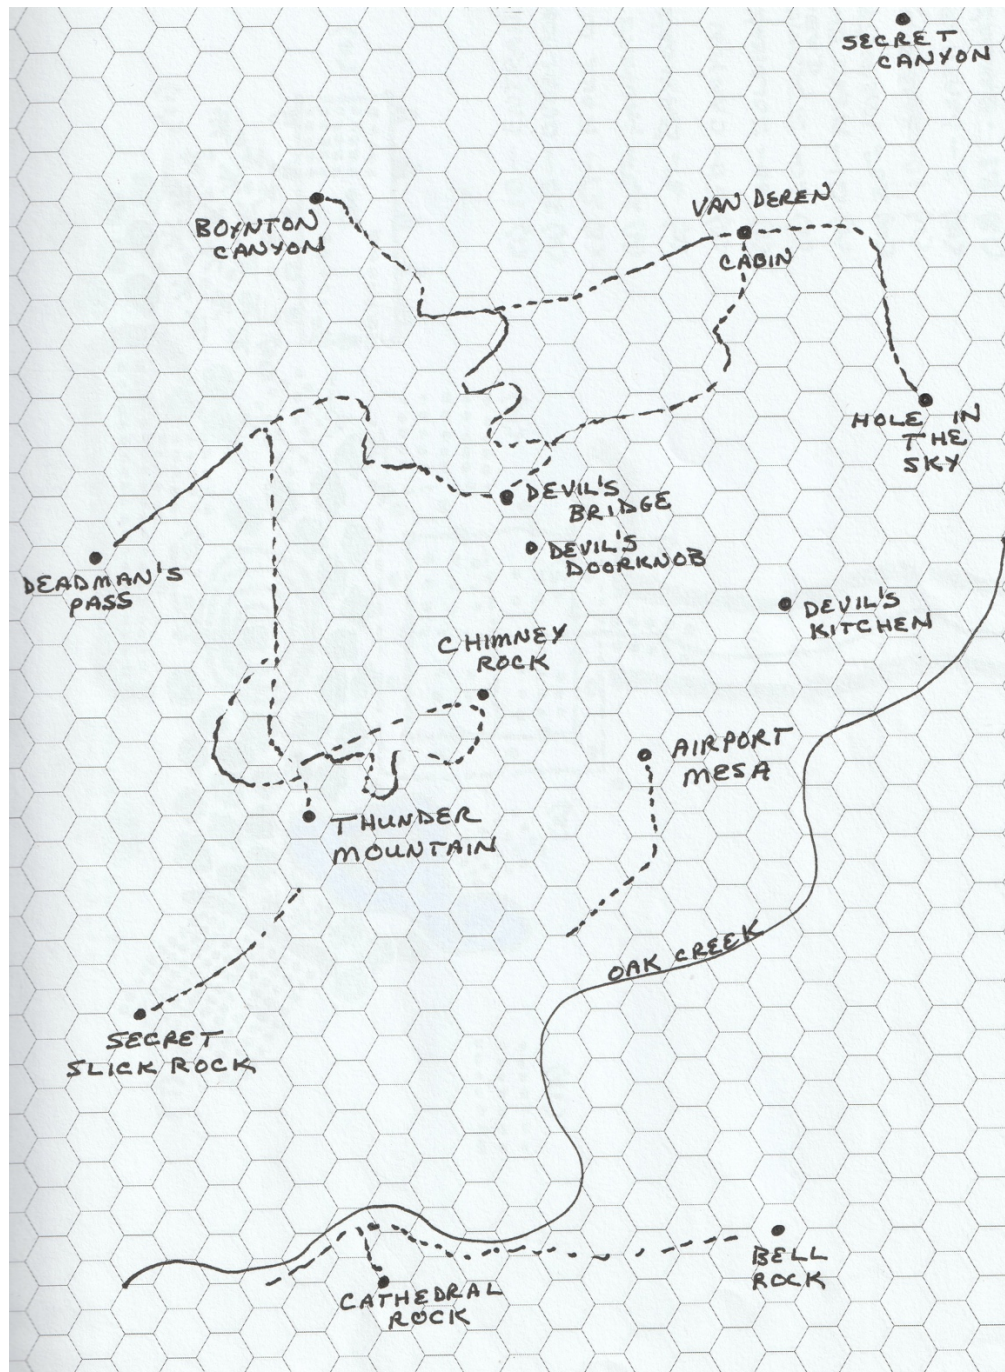 SECRET
CANYON
BOYNTON
CANYON
VAN DEREN
CABIN
HOLE IN
THE
SKY
DEVIL'S
BRIDGE
DEVIL'S
DOORKNOB
DEADMAN'S
PASS
DEVIL'S
KITCHEN
CHIMNEY
ROCK
AIRPORT
MESA
THUNDER
MOUNTAIN
OAK CREEK
SECRET
SLICK ROCK
BELL
ROCK
CATHEDRAL
ROCK